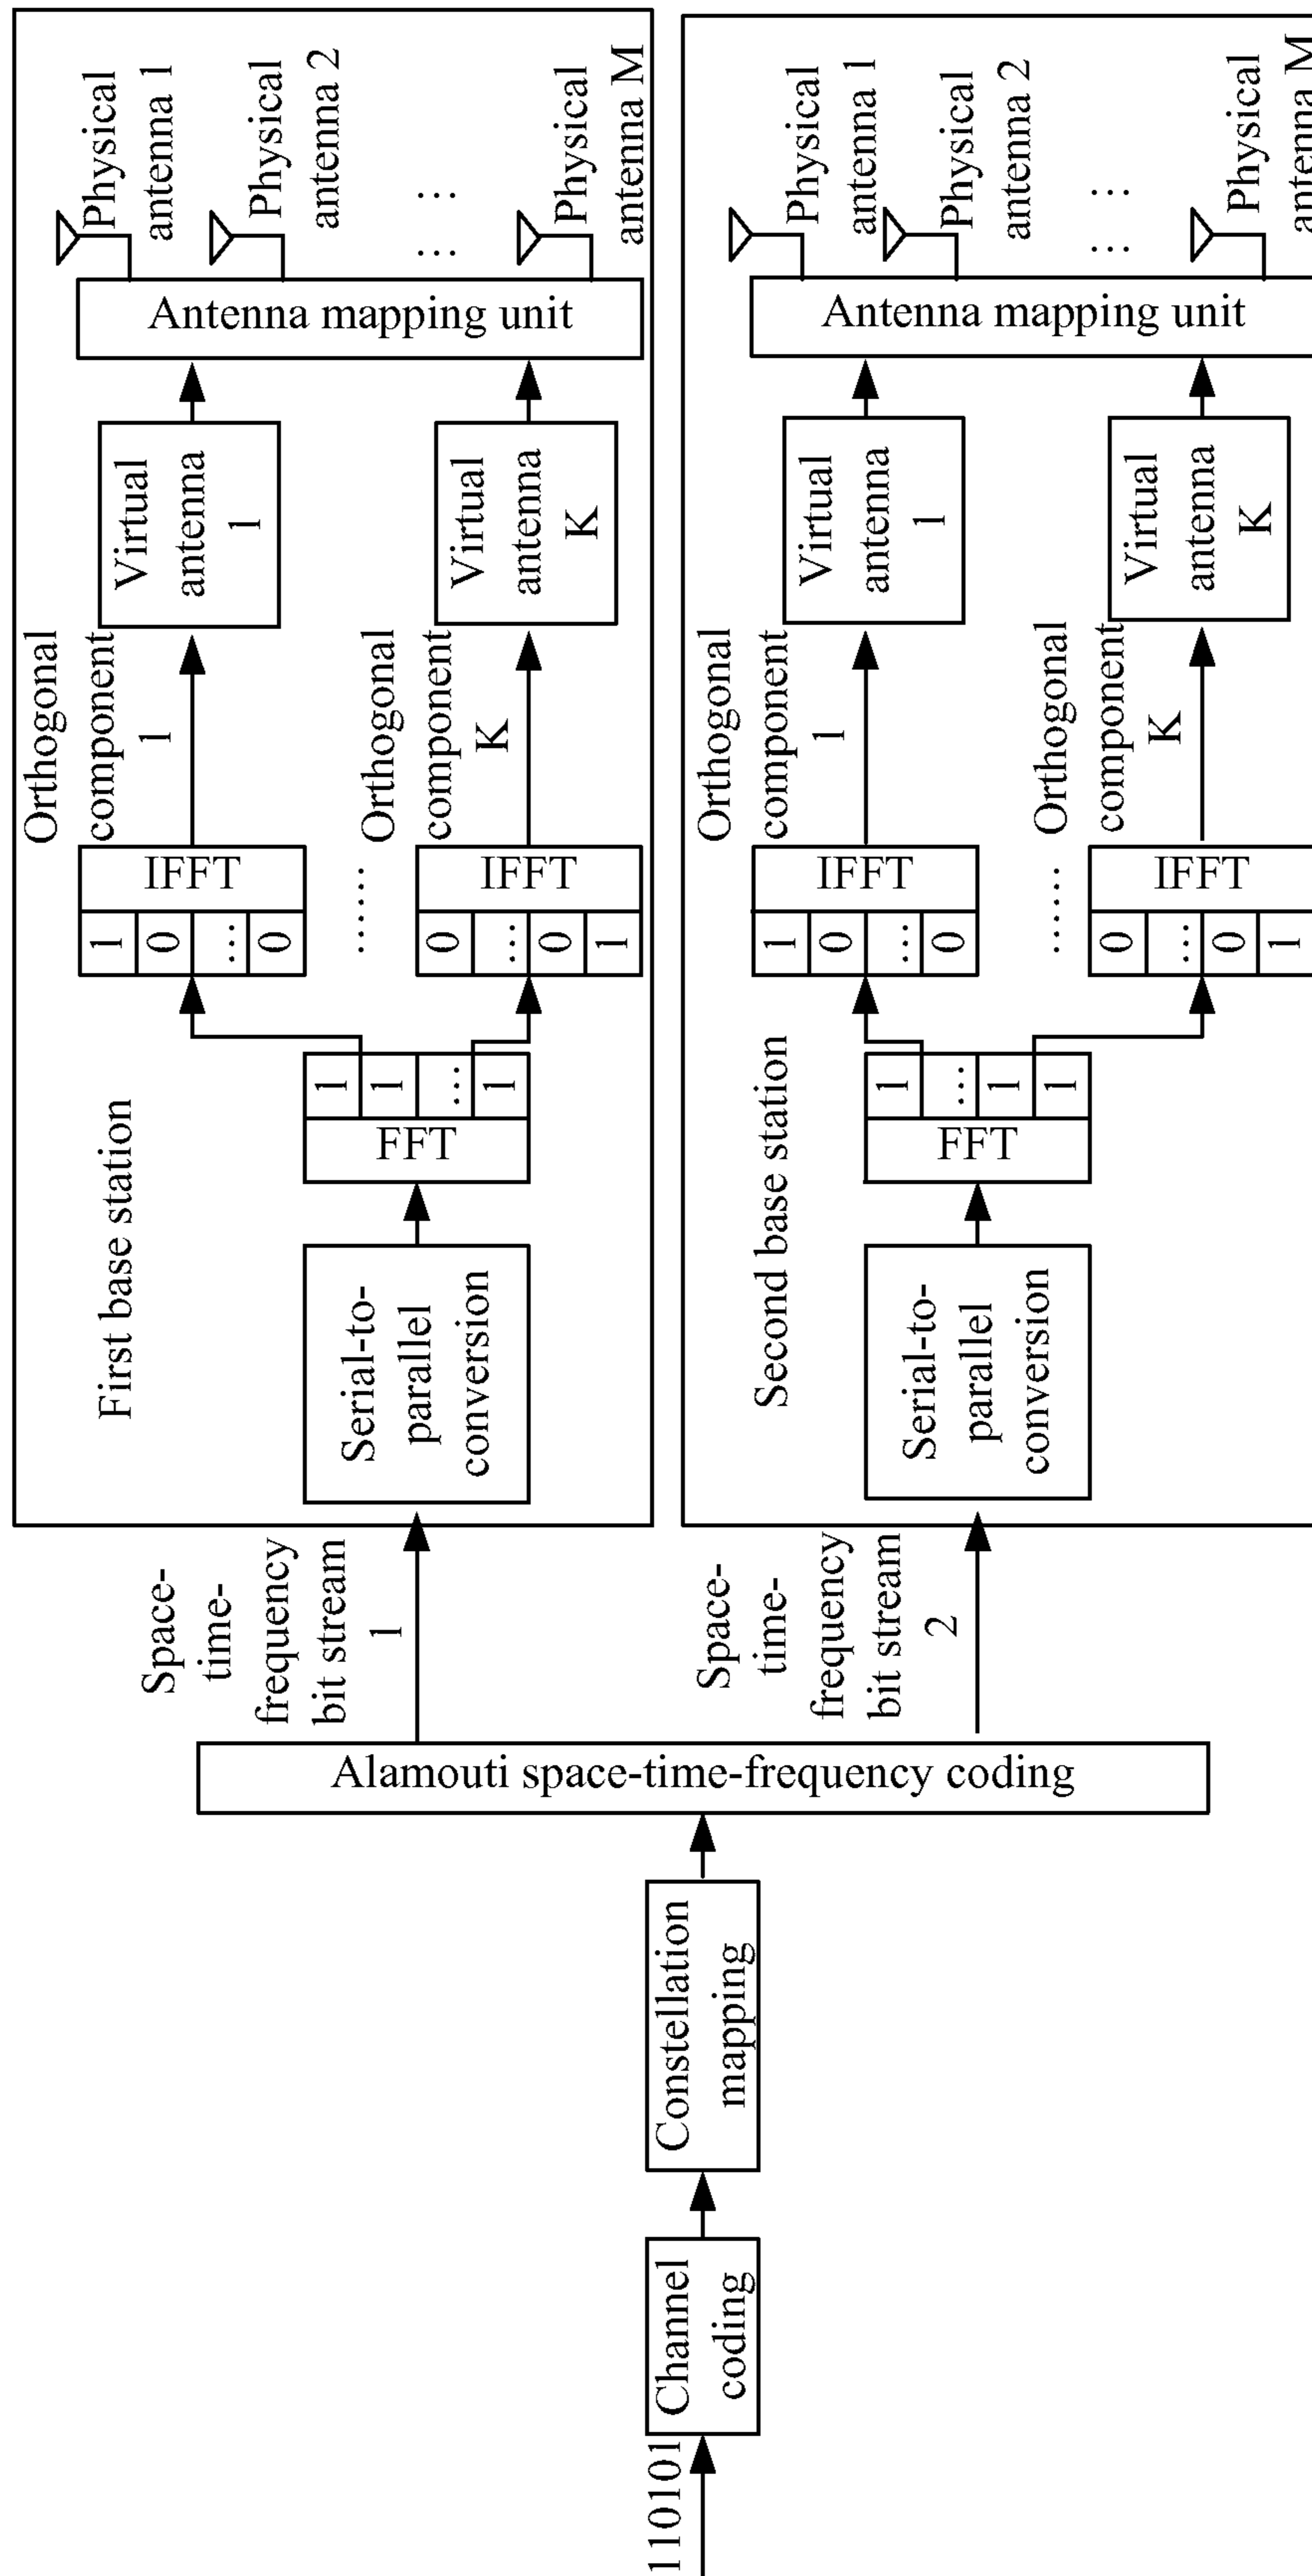 110101
Channel
coding
Constellation
mapping
Alamouti space-time-frequency coding
Space-
time-
frequency
bit stream
1
First base station
Serial-to-
parallel
conversion
FFT
1
1
...
1
1
0
...
0
IFFT
......
0
...
0
1
IFFT
Orthogonal
component
1
Orthogonal
component
K
Virtual
antenna
1
Virtual
antenna
K
Antenna mapping unit
Physical
antenna 1
Physical
antenna 2
... ...
Physical
antenna M
Space-
time-
frequency
bit stream
2
Second base station
Serial-to-
parallel
conversion
FFT
1
...
1
1
1
0
...
0
IFFT
......
0
...
0
1
IFFT
Orthogonal
component
1
Orthogonal
component
K
Virtual
antenna
1
Virtual
antenna
K
Antenna mapping unit
Physical
antenna 1
Physical
antenna 2
... ...
Physical
antenna M